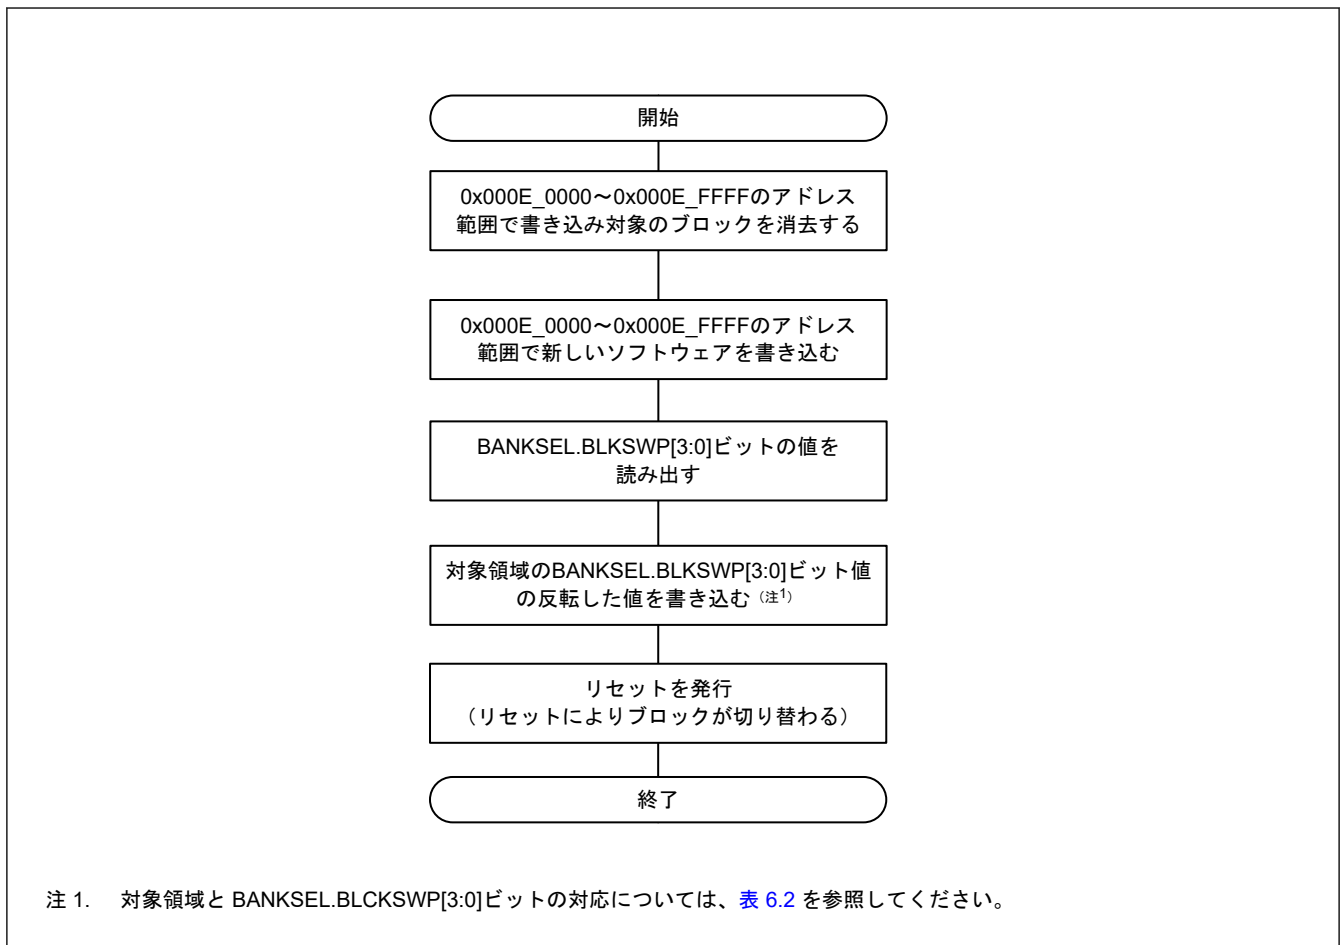 開始
0x000E_0000～0x000E_FFFFのアドレス
範囲で書き込み対象のブロックを消去する
0x000E_0000～0x000E_FFFFのアドレス
範囲で新しいソフトウェアを書き込む
BANKSEL.BLKSWP[3:0]ビットの値を
読み出す
対象領域のBANKSEL.BLKSWP[3:0]ビット値
の反転した値を書き込む（注1）
リセットを発行
（リセットによりブロックが切り替わる）
終了
注 1. 対象領域と BANKSEL.BLCKSWP[3:0]ビットの対応については、表 6.2 を参照してください。